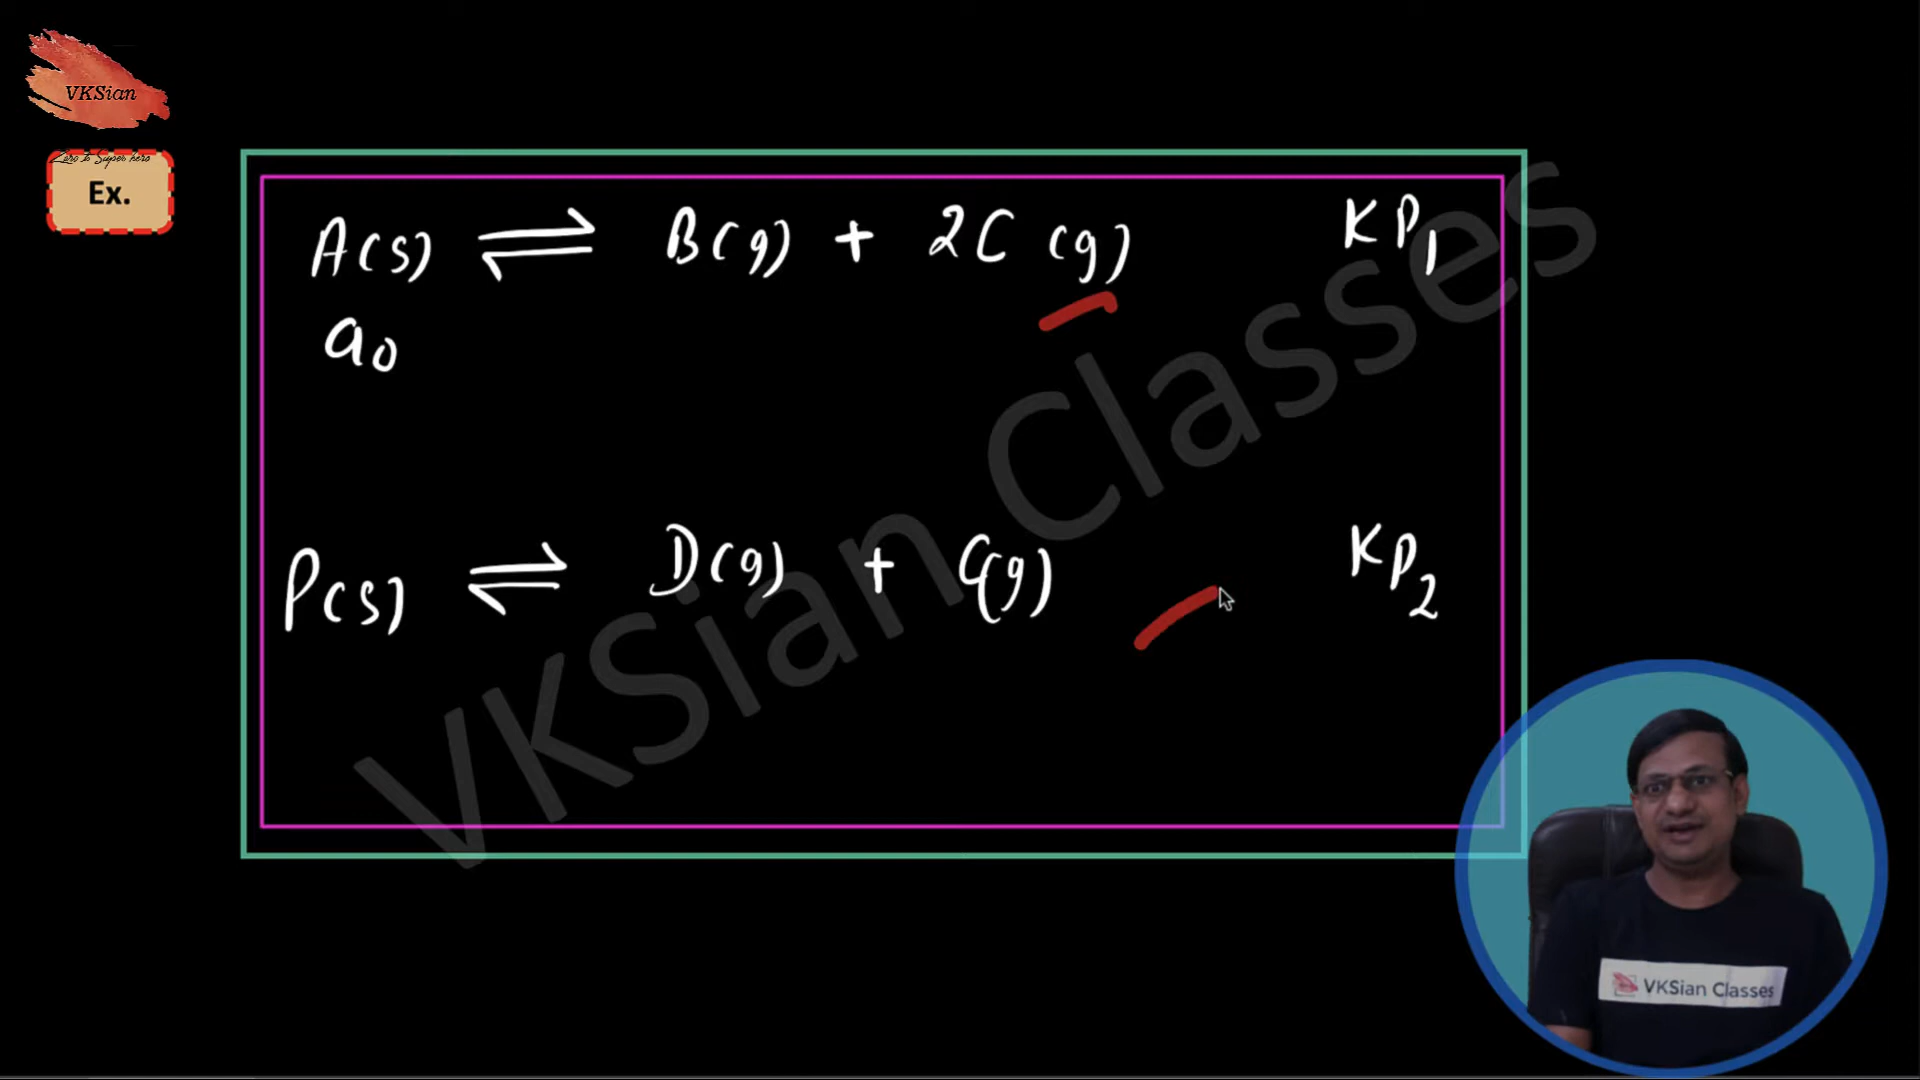 VKSian
Zero to Super hero
Ex.
A(s) ⇌ B(g) + 2C (g) KP1
a0
P(s) ⇌ D(g) + C(g) KP2
VKSian Classes
VKSian Classes